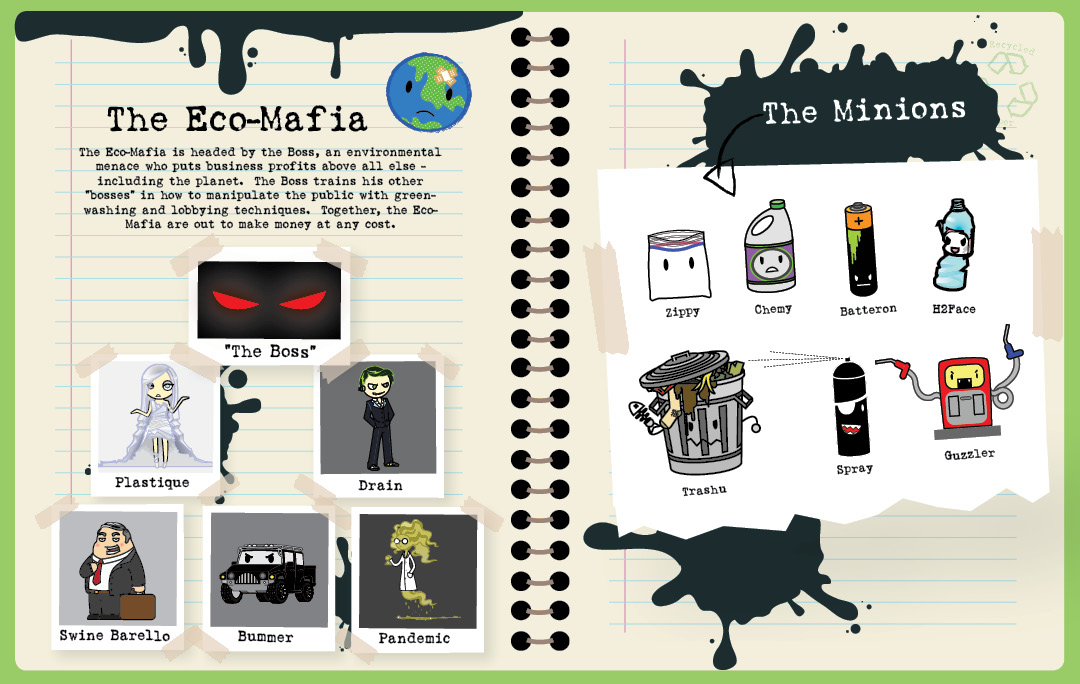 The Eco-Mafia
The Eco-Mafia is headed by the Boss, an environmental
menace who puts business profits above all else -
including the planet. The Boss trains his other
"bosses" in how to manipulate the public with green-
washing and lobbying techniques. Together, the Eco-
Mafia are out to make money at any cost.
"The Boss"
Plastique
Drain
Swine Barello
Bummer
Pandemic
Recycled
The Minions
Zippy
Chemy
Batteron
H2Face
Trashu
Spray
Guzzler